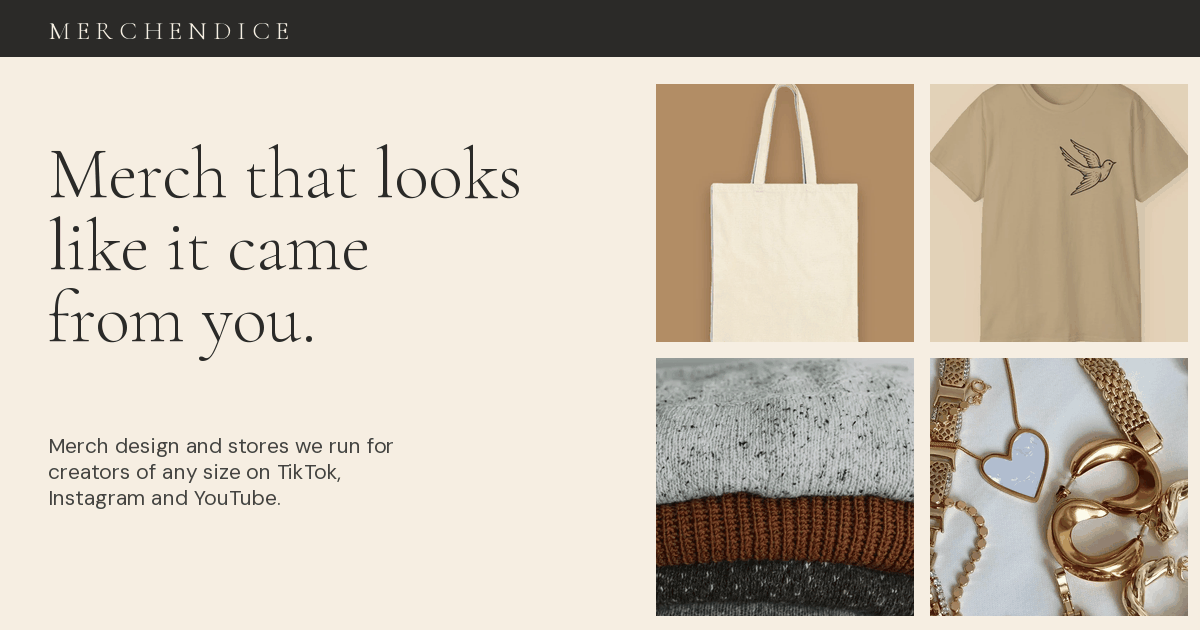 MERCHENDICE
Merch that looks
like it came
from you.
Merch design and stores we run for
creators of any size on TikTok,
Instagram and YouTube.